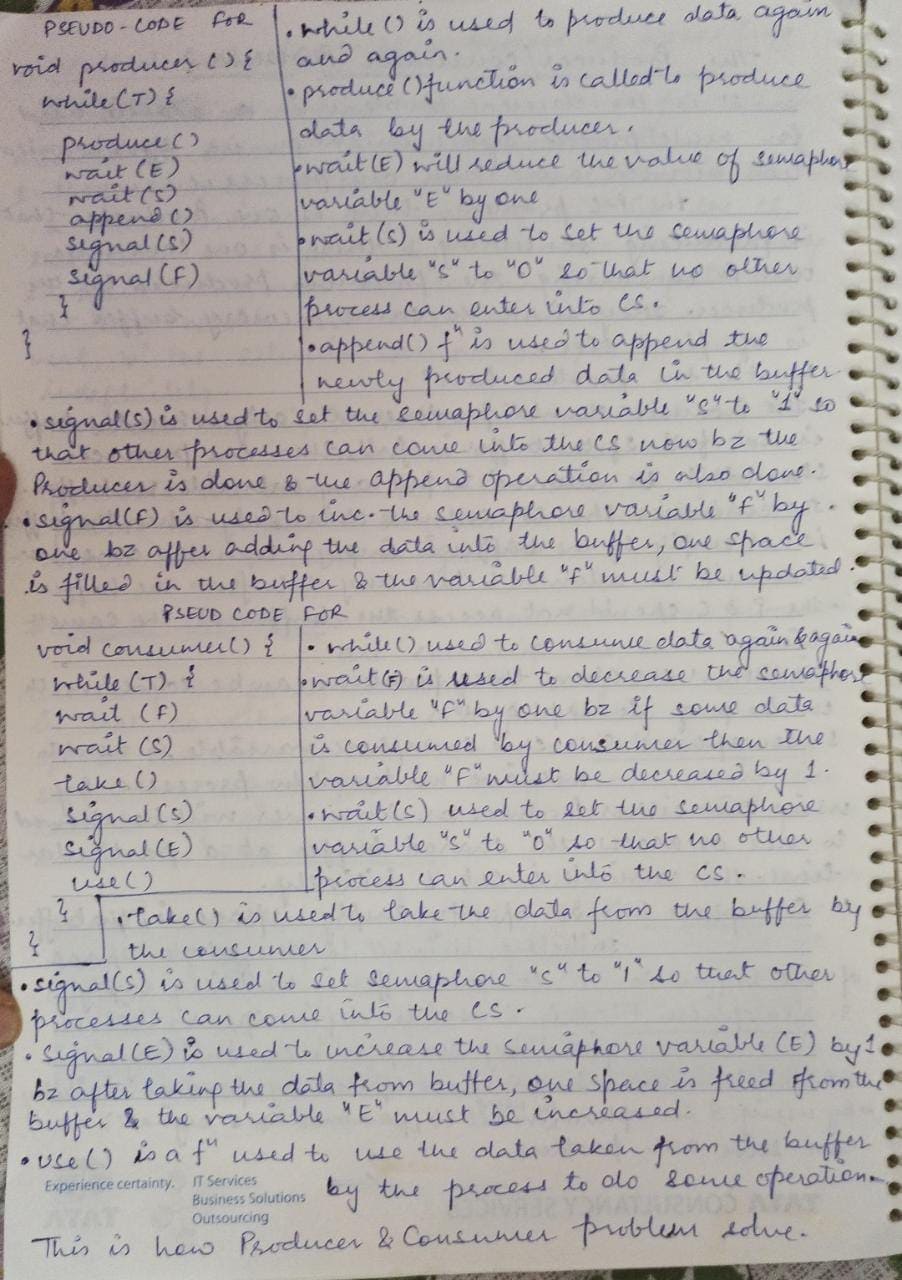 PSEUDO-CODE FOR
void producer () {
while (T) {
produce ()
wait (E)
wait (S)
append ()
signal (S)
signal (F)
}
}
• while () is used to produce data again
and again.
• produce () function is called to produce
data by the producer.
• wait (E) will reduce the value of semaphore
variable "E" by one
• wait (S) is used to set the semaphore
variable "S" to "0" so that no other
process can enter into CS.
• append() fⁿ is used to append the
newly produced data in the buffer
• signal(S) is used to set the semaphore variable "S" to "1" so
that other processes can come into the CS now bz the
Producer is done & the append operation is also done.
• signal(F) is used to inc. the semaphore variable "f" by
one bz after adding the data into the buffer, one space
is filled in the buffer & the variable "f" must be updated.
PSEUD CODE FOR
void consumer() {
while (T) {
wait (F)
wait (S)
take ()
signal (S)
signal (E)
use ()
}
}
• while () used to consume data again & again
• wait (F) is used to decrease the semaphore
variable "f" by one bz if some data
is consumed by consumer then the
variable "F" must be decreased by 1.
• wait (S) used to set the semaphore
variable "S" to "0" so that no other
process can enter into the CS.
• take () is used to take the data from the buffer by
the consumer
• signal (S) is used to set semaphore "S" to "1" so that other
processes can come into the CS.
• signal (E) is used to increase the semaphore variable (E) by 1
bz after taking the data from buffer, one space is freed from the
buffer & the variable "E" must be increased.
• use () is a fⁿ used to use the data taken from the buffer
by the process to do some operation.
Experience certainty. IT Services
Business Solutions
Outsourcing
This is how Producer & Consumer problem solve.